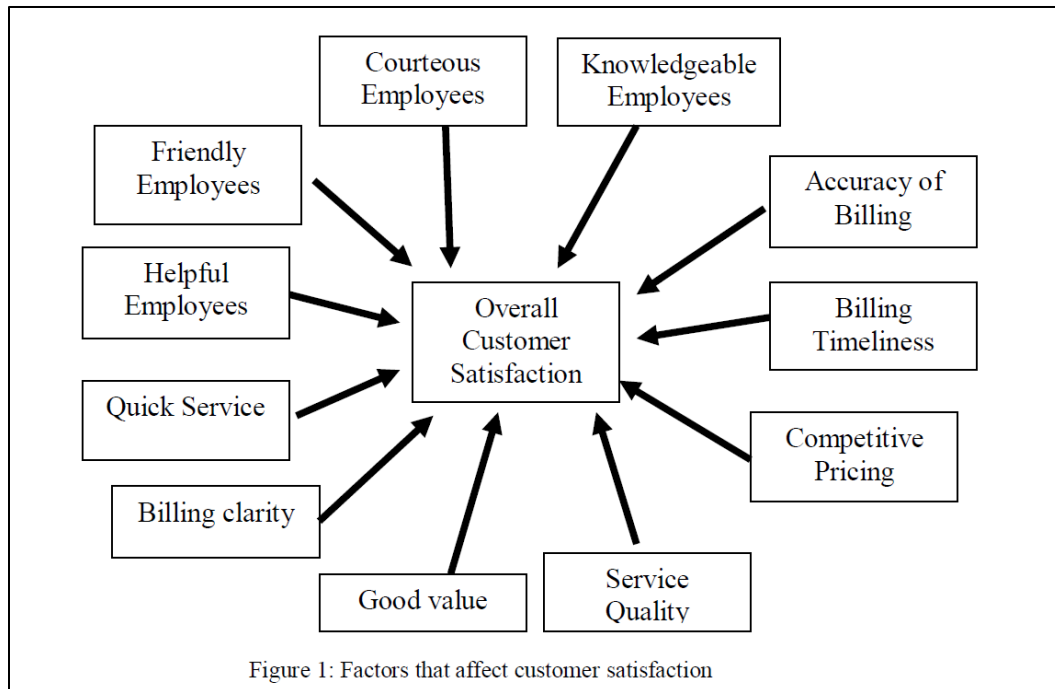 Courteous
Employees
Knowledgeable
Employees
Friendly
Employees
Accuracy of
Billing
Helpful
Employees
Overall
Customer
Satisfaction
Billing
Timeliness
Quick Service
Competitive
Pricing
Billing clarity
Good value
Service
Quality
Figure 1: Factors that affect customer satisfaction